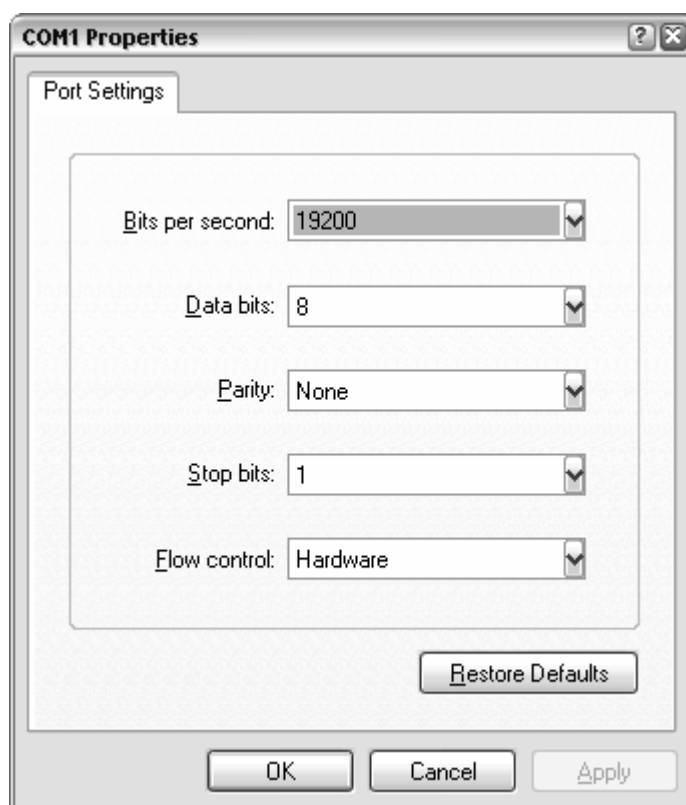 COM1 Properties
Port Settings
Bits per second: 19200
Data bits: 8
Parity: None
Stop bits: 1
Flow control: Hardware
Restore Defaults
OK Cancel Apply